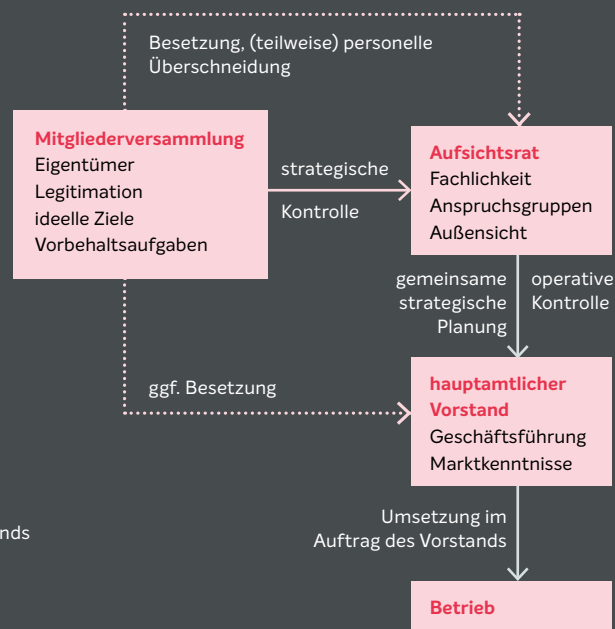 Besetzung, (teilweise) personelle
Überschneidung
Mitgliederversammlung
Eigentümer
Legitimation
ideelle Ziele
Vorbehaltsaufgaben
strategische
Kontrolle
Aufsichtsrat
Fachlichkeit
Anspruchsgruppen
Außensicht
gemeinsame
strategische
Planung
operative
Kontrolle
ggf. Besetzung
hauptamtlicher
Vorstand
Geschäftsführung
Marktkenntnisse
nds
Umsetzung im
Auftrag des Vorstands
Betrieb